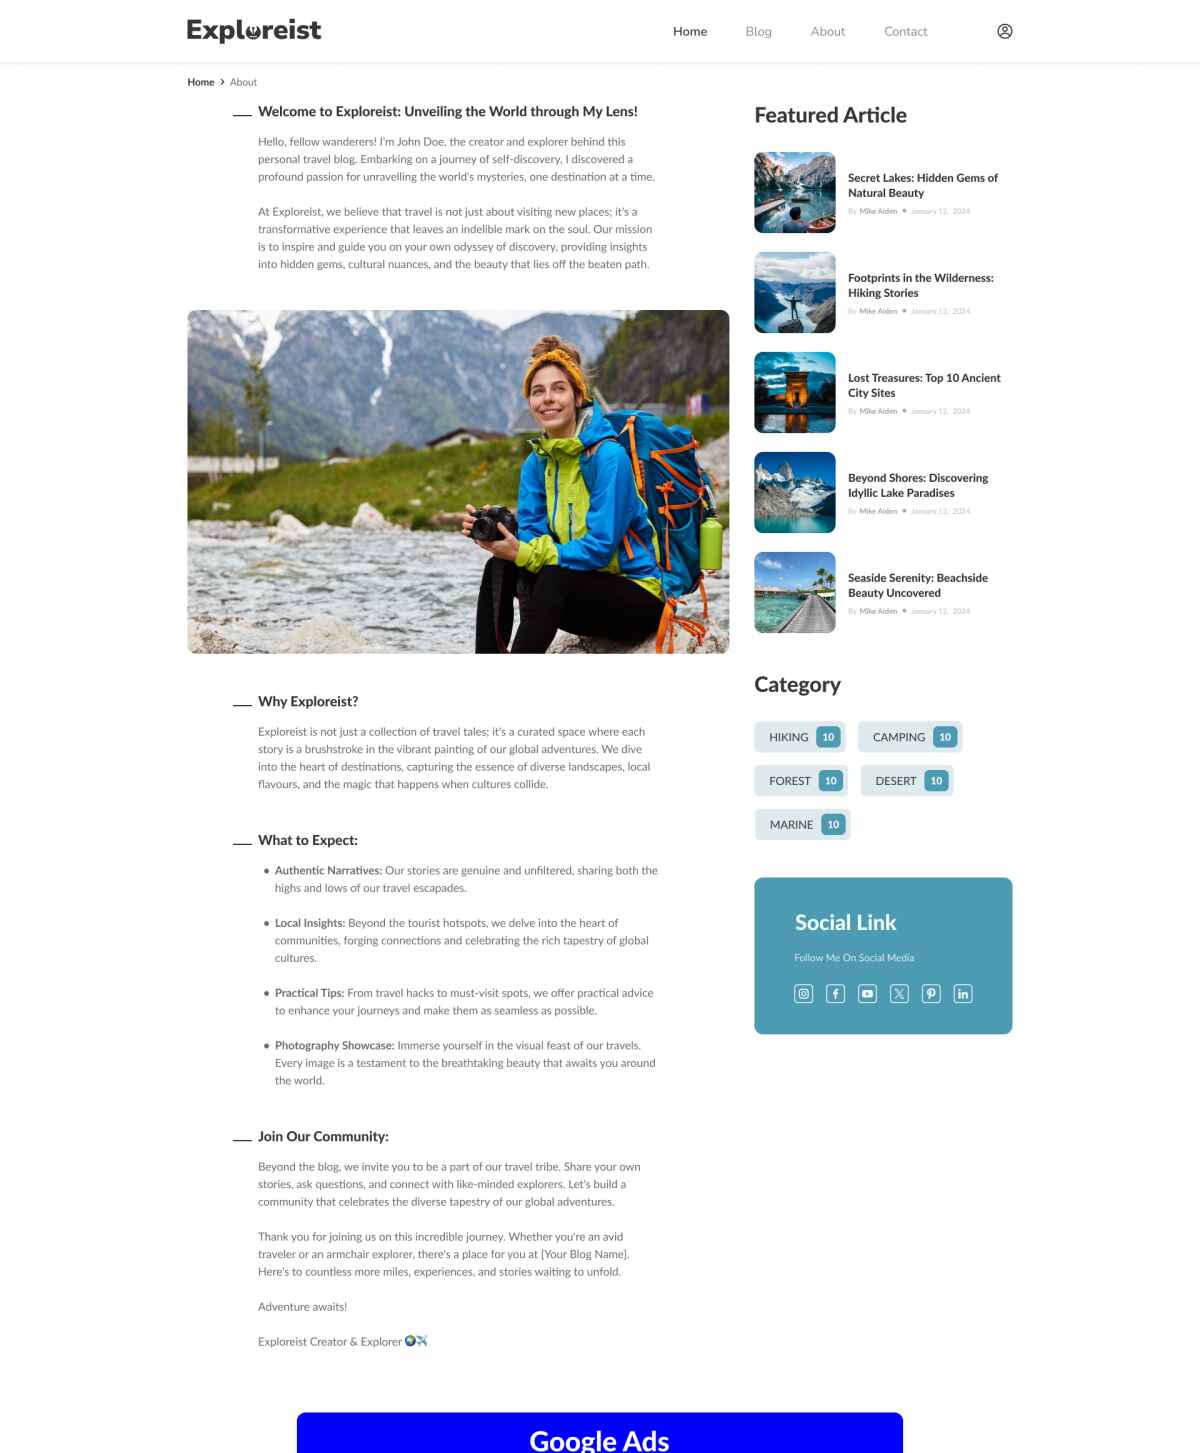 Exploreist
Home
Blog
About
Contact
Home › About
Welcome to Exploreist: Unveiling the World through My Lens!
Hello, fellow wanderers! I'm John Doe, the creator and explorer behind this
personal travel blog. Embarking on a journey of self-discovery, I discovered a
profound passion for unravelling the world's mysteries, one destination at a time.
At Exploreist, we believe that travel is not just about visiting new places; it's a
transformative experience that leaves an indelible mark on the soul. Our mission
is to inspire and guide you on your own odyssey of discovery, providing insights
into hidden gems, cultural nuances, and the beauty that lies off the beaten path.
Why Exploreist?
Exploreist is not just a collection of travel tales; it's a curated space where each
story is a brushstroke in the vibrant painting of our global adventures. We dive
into the heart of destinations, capturing the essence of diverse landscapes, local
flavours, and the magic that happens when cultures collide.
What to Expect:
• Authentic Narratives: Our stories are genuine and unfiltered, sharing both the
highs and lows of our travel escapades.
• Local Insights: Beyond the tourist hotspots, we delve into the heart of
communities, forging connections and celebrating the rich tapestry of global
cultures.
• Practical Tips: From travel hacks to must-visit spots, we offer practical advice
to enhance your journeys and make them as seamless as possible.
• Photography Showcase: Immerse yourself in the visual feast of our travels.
Every image is a testament to the breathtaking beauty that awaits you around
the world.
Join Our Community:
Beyond the blog, we invite you to be a part of our travel tribe. Share your own
stories, ask questions, and connect with like-minded explorers. Let's build a
community that celebrates the diverse tapestry of our global adventures.
Thank you for joining us on this incredible journey. Whether you're an avid
traveler or an armchair explorer, there's a place for you at [Your Blog Name].
Here's to countless more miles, experiences, and stories waiting to unfold.
Adventure awaits!
Exploreist Creator & Explorer 🌍✈️
Featured Article
Secret Lakes: Hidden Gems of
Natural Beauty
By Mike Aiden • January 12, 2024
Footprints in the Wilderness:
Hiking Stories
By Mike Aiden • January 12, 2024
Lost Treasures: Top 10 Ancient
City Sites
By Mike Aiden • January 12, 2024
Beyond Shores: Discovering
Idyllic Lake Paradises
By Mike Aiden • January 12, 2024
Seaside Serenity: Beachside
Beauty Uncovered
By Mike Aiden • January 12, 2024
Category
HIKING 10
CAMPING 10
FOREST 10
DESERT 10
MARINE 10
Social Link
Follow Me On Social Media
Google Ads